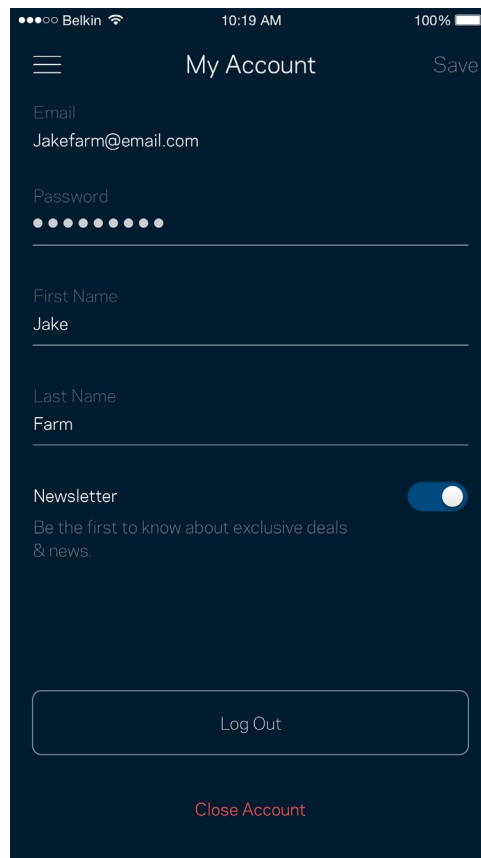 Belkin 10:19 AM 100%
My Account Save
Email
Jakefarm@email.com
Password
●●●●●●●●●
First Name
Jake
Last Name
Farm
Newsletter
Be the first to know about exclusive deals
& news.
Log Out
Close Account